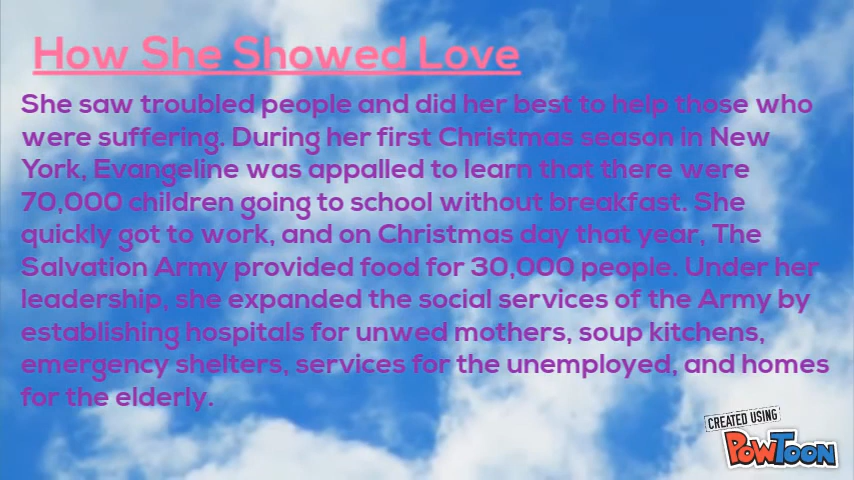 How She Showed Love
She saw troubled people and did her best to help those who
were suffering. During her first Christmas season in New
York, Evangeline was appalled to learn that there were
70,000 children going to school without breakfast. She
quickly got to work, and on Christmas day that year, The
Salvation Army provided food for 30,000 people. Under her
leadership, she expanded the social services of the Army by
establishing hospitals for unwed mothers, soup kitchens,
emergency shelters, services for the unemployed, and homes
for the elderly.
CREATED USING
POWTOON